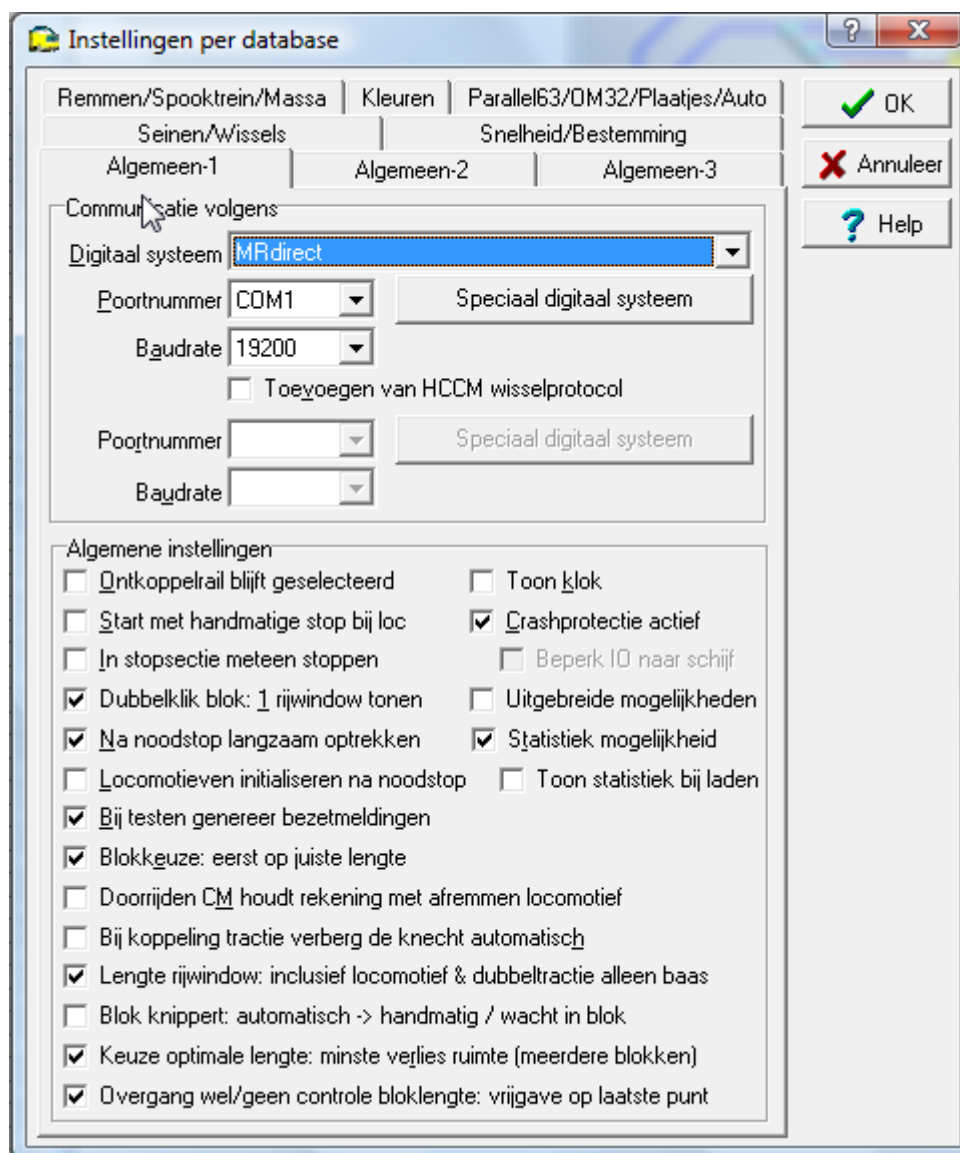 Instellingen per database
Remmen/Spooktrein/Massa Kleuren Parallel63/OM32/Plaatjes/Auto
Seinen/Wissels Snelheid/Bestemming
Algemeen-1 Algemeen-2 Algemeen-3
OK
Annuleer
Help
Communicatie volgens
Digitaal systeem MRdirect
Poortnummer COM1 Speciaal digitaal systeem
Baudrate 19200
Toevoegen van HCCM wisselprotocol
Poortnummer Speciaal digitaal systeem
Baudrate
Algemene instellingen
Ontkoppelrail blijft geselecteerd Toon klok
Start met handmatige stop bij loc Crashprotectie actief
In stopsectie meteen stoppen Beperk IO naar schijf
Dubbelklik blok: 1 rijwindow tonen Uitgebreide mogelijkheden
Na noodstop langzaam optrekken Statistiek mogelijkheid
Locomotieven initialiseren na noodstop Toon statistiek bij laden
Bij testen genereer bezetmeldingen
Blokkeuze: eerst op juiste lengte
Doorrijden CM houdt rekening met afremmen locomotief
Bij koppeling tractie verberg de knecht automatisch
Lengte rijwindow: inclusief locomotief & dubbeltractie alleen baas
Blok knippert: automatisch -> handmatig / wacht in blok
Keuze optimale lengte: minste verlies ruimte (meerdere blokken)
Overgang wel/geen controle bloklengte: vrijgave op laatste punt